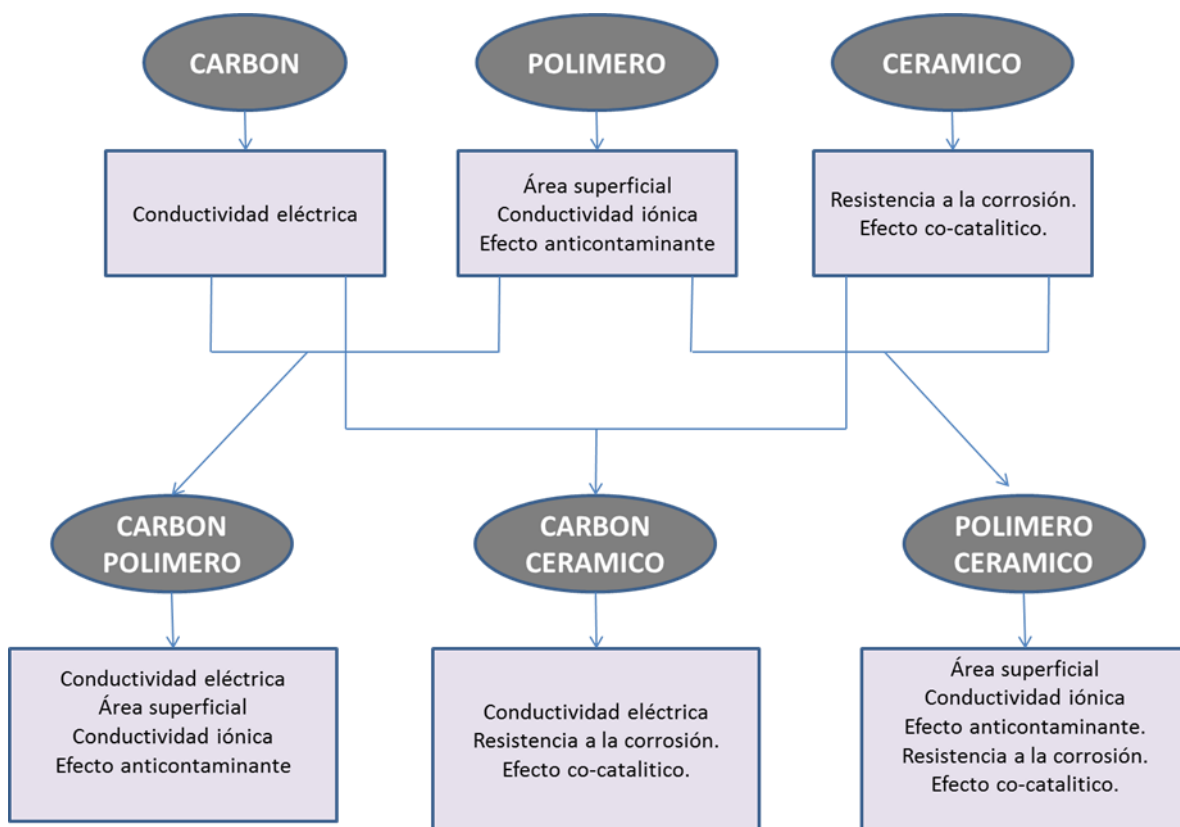 CARBON
POLIMERO
CERAMICO
Conductividad eléctrica
Área superficial
Conductividad iónica
Efecto anticontaminante
Resistencia a la corrosión.
Efecto co-catalitico.
CARBON
POLIMERO
CARBON
CERAMICO
POLIMERO
CERAMICO
Conductividad eléctrica
Área superficial
Conductividad iónica
Efecto anticontaminante
Conductividad eléctrica
Resistencia a la corrosión.
Efecto co-catalitico.
Área superficial
Conductividad iónica
Efecto anticontaminante.
Resistencia a la corrosión.
Efecto co-catalitico.